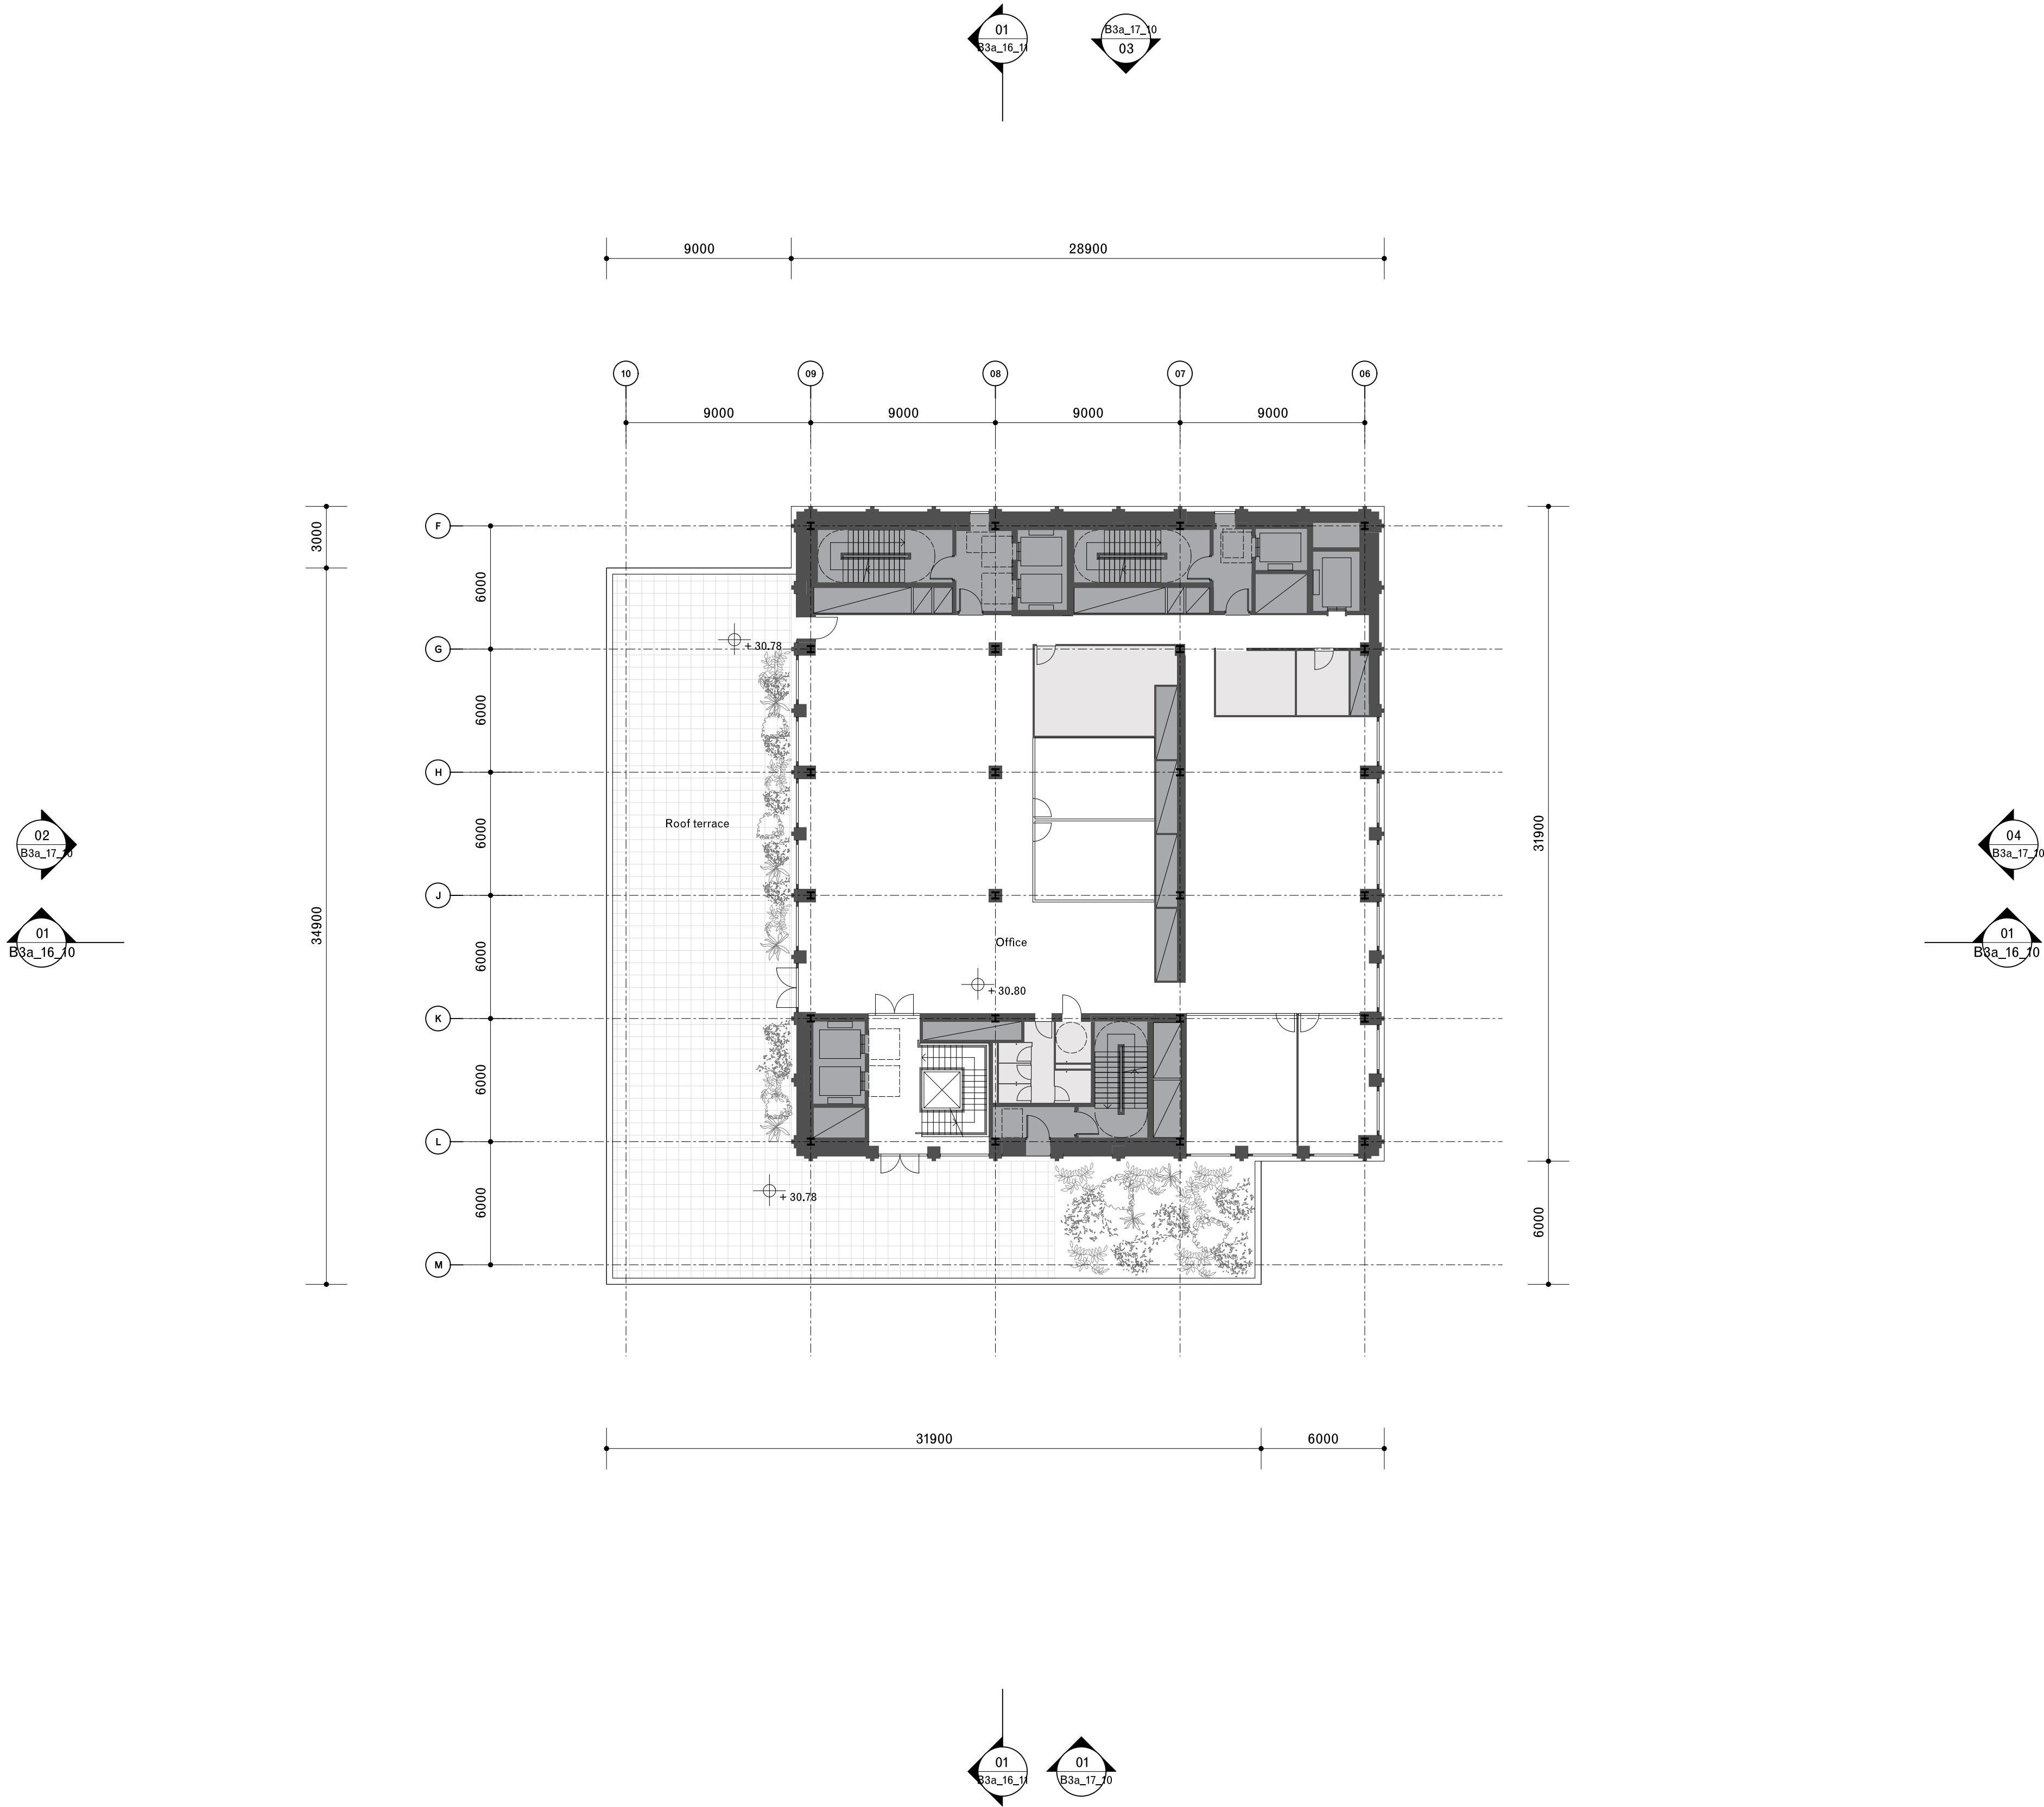 01
B3a_16_11
B3a_17_10
03
9000
28900
10
09
08
07
06
9000
9000
9000
9000
F
G
H
J
K
L
M
3000
34900
6000
6000
6000
6000
6000
6000
31900
6000
+ 30.78
Roof terrace
Office
+ 30.80
+ 30.78
02
B3a_17_10
01
B3a_16_10
04
B3a_17_10
01
B3a_16_10
31900
6000
01
B3a_16_11
01
B3a_17_10